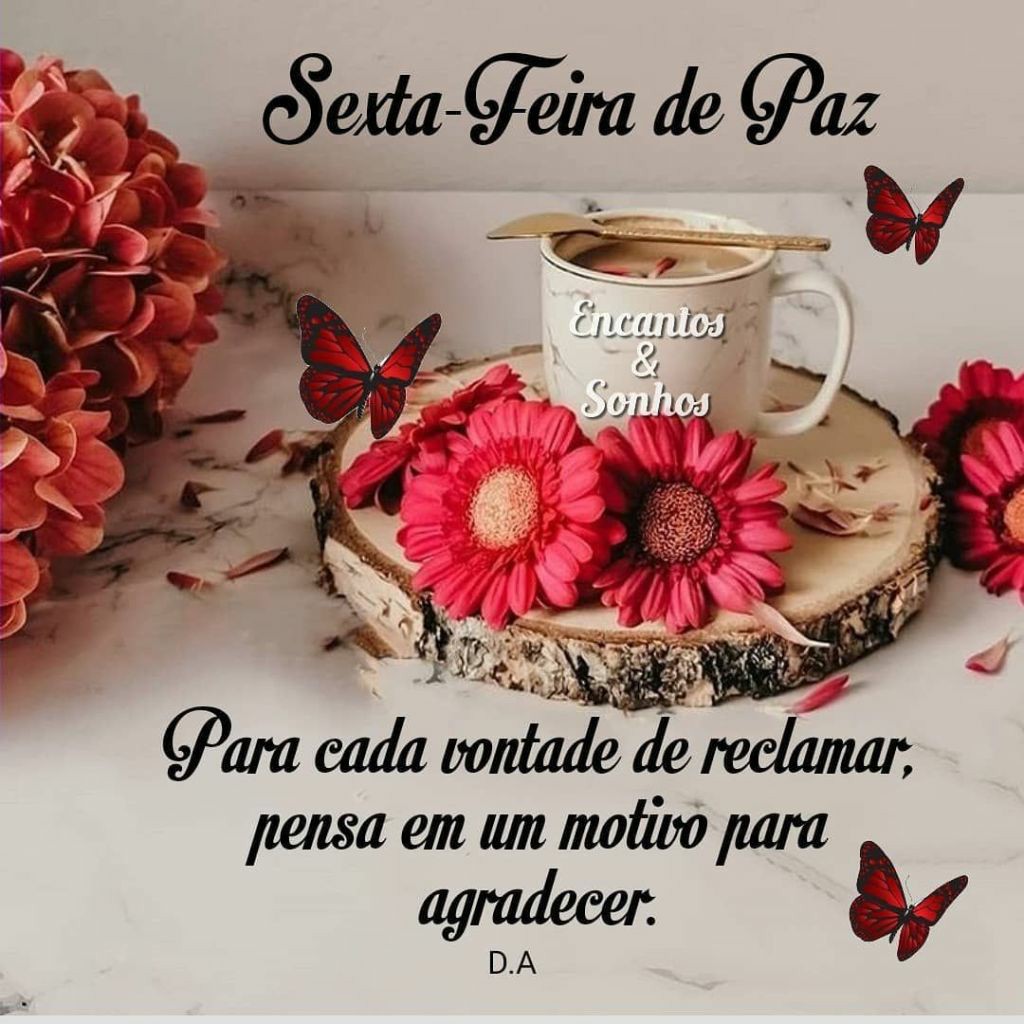 Sexta-Feira de Paz
Encantos
&
Sonhos
Para cada vontade de reclamar,
pensa em um motivo para
agradecer.
D.A